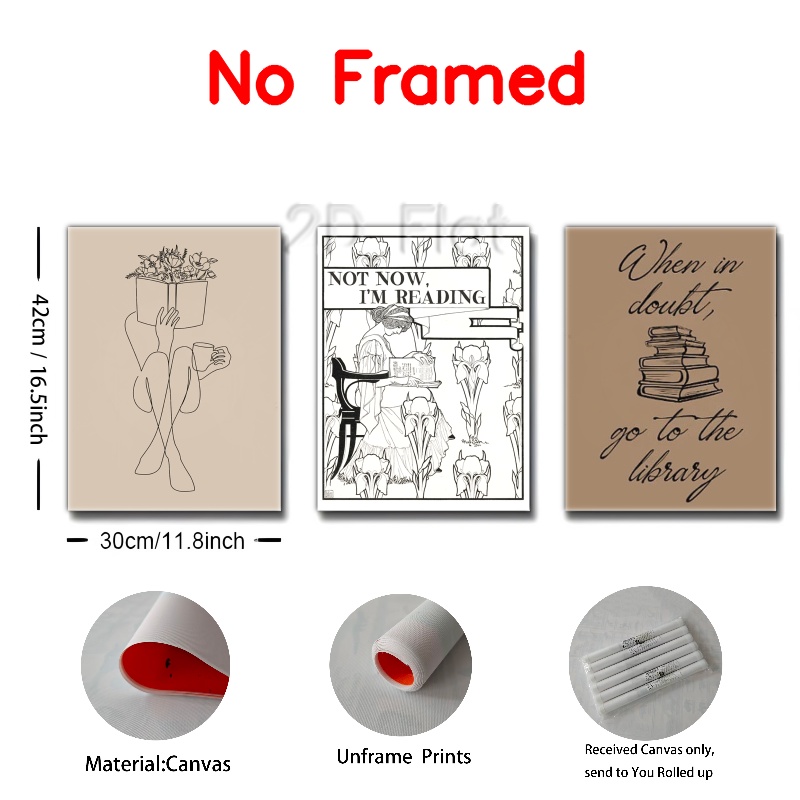 No Framed
2D Flat
NOT NOW,
I'M READING
When in
doubt,
go to the
library
42cm / 16.5inch
30cm/11.8inch
Material:Canvas
Unframe Prints
Received Canvas only,
send to You Rolled up